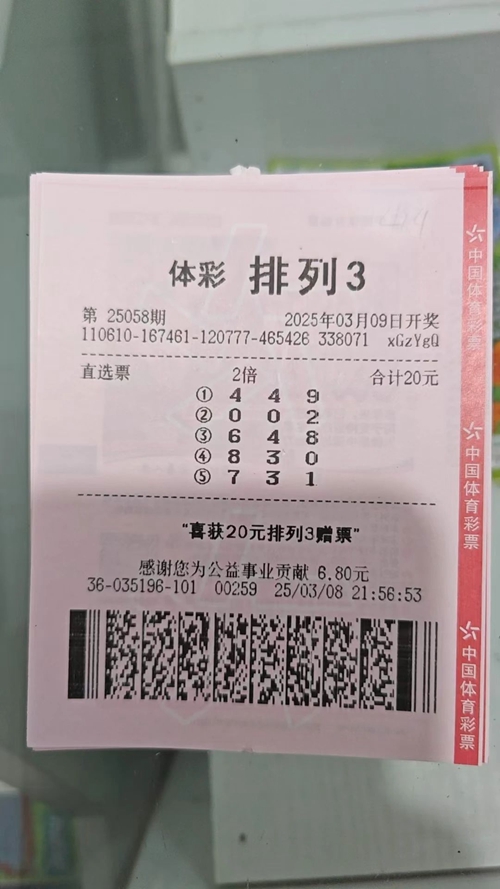 体彩 排列3
第 25058期 2025年03月09日开奖
110610-167461-120777-465426 338071 xGzYgQ
直选票 2倍 合计20元
① 4 4 9
② 0 0 2
③ 6 4 8
④ 8 3 0
⑤ 7 3 1
"喜获20元排列3赠票"
感谢您为公益事业贡献 6.80元
36-035196-101 00259 25/03/08 21:56:53
中国体育彩票
中国体育彩票
中国体育彩票